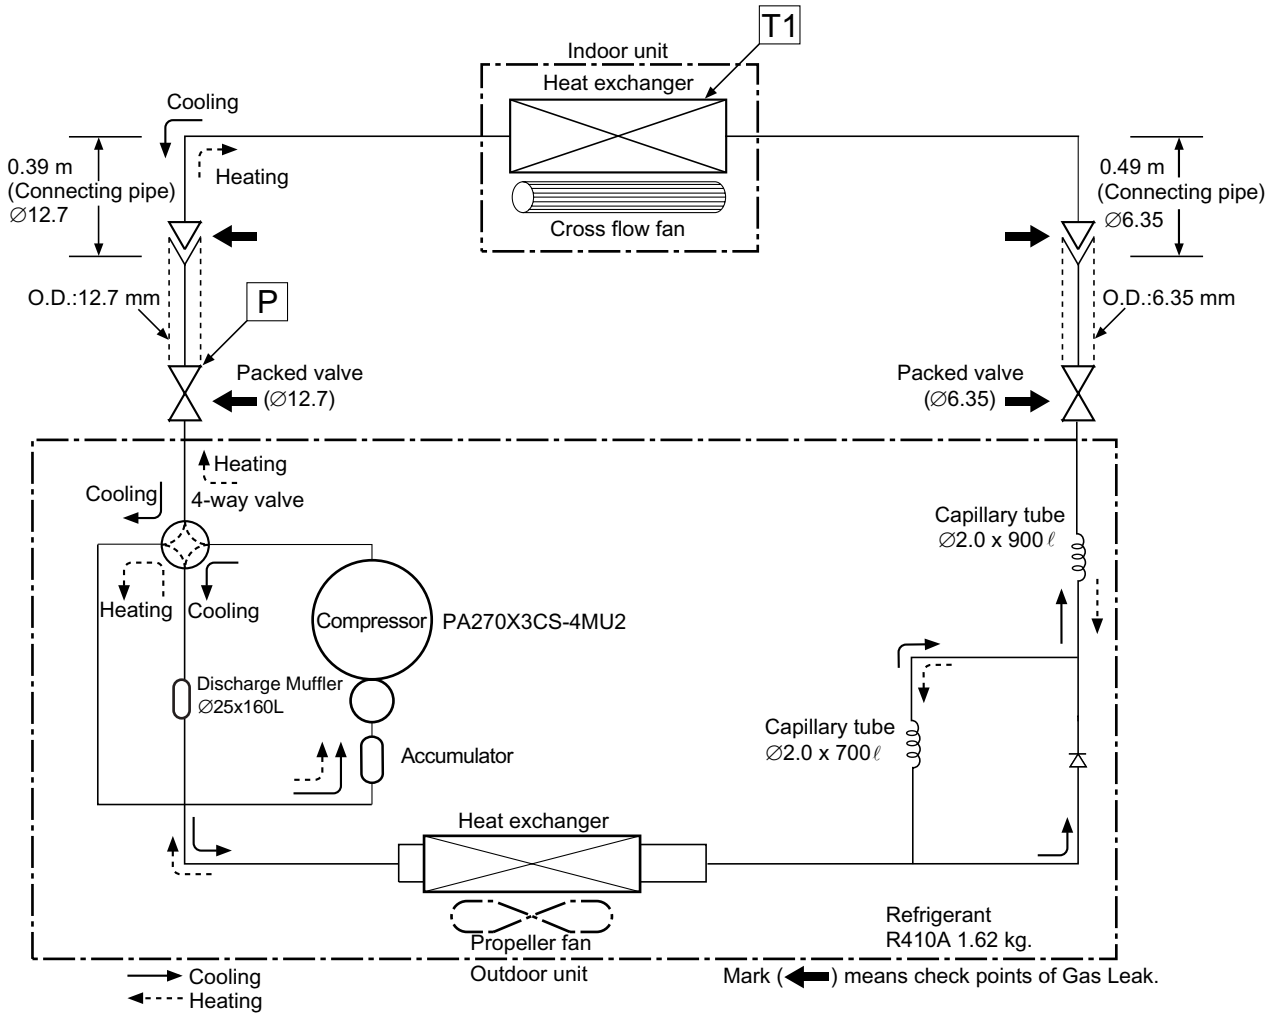 T1
Indoor unit
Heat exchanger
Cooling
Heating
0.39 m
(Connecting pipe)
∅12.7
Cross flow fan
0.49 m
(Connecting pipe)
∅6.35
O.D.:12.7 mm
P
O.D.:6.35 mm
Packed valve
(∅12.7)
Packed valve
(∅6.35)
Heating
Cooling
4-way valve
Capillary tube
∅2.0 x 900ℓ
Heating
Cooling
Compressor
PA270X3CS-4MU2
Discharge Muffler
∅25x160L
Capillary tube
∅2.0 x 700ℓ
Accumulator
Heat exchanger
Refrigerant
R410A 1.62 kg.
Propeller fan
Outdoor unit
Cooling
Heating
Mark ( ) means check points of Gas Leak.